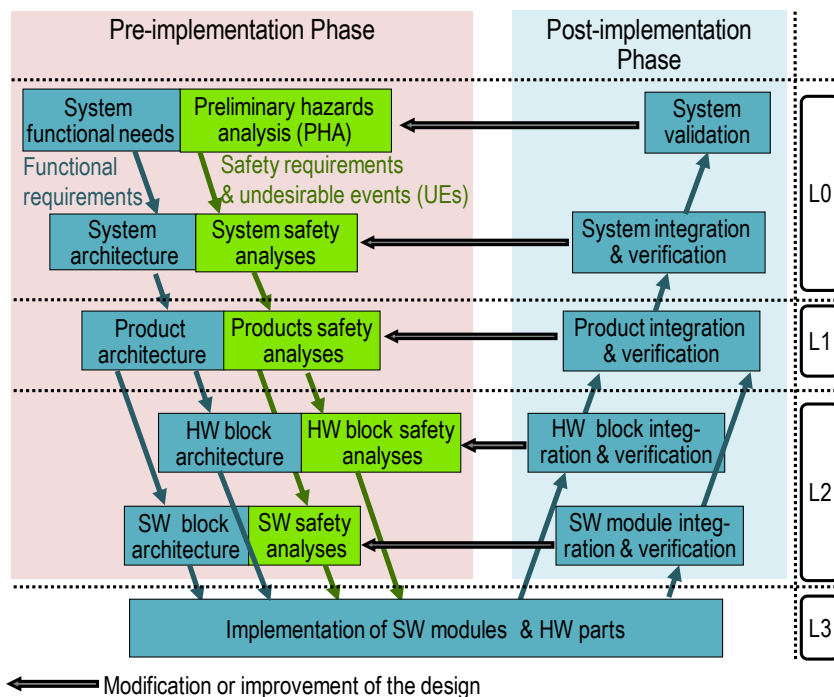 Pre-implementation Phase
Post-implementation
Phase
System
functional needs
Preliminary hazards
analysis (PHA)
System
validation
Functional
requirements
Safety requirements
& undesirable events (UEs)
L0
System
architecture
System safety
analyses
System integration
& verification
Product
architecture
Products safety
analyses
Product integration
& verification
L1
HW block
architecture
HW block safety
analyses
HW block integ-
ration & verification
L2
SW block
architecture
SW safety
analyses
SW module integ-
ration & verification
Implementation of SW modules & HW parts
L3
Modification or improvement of the design